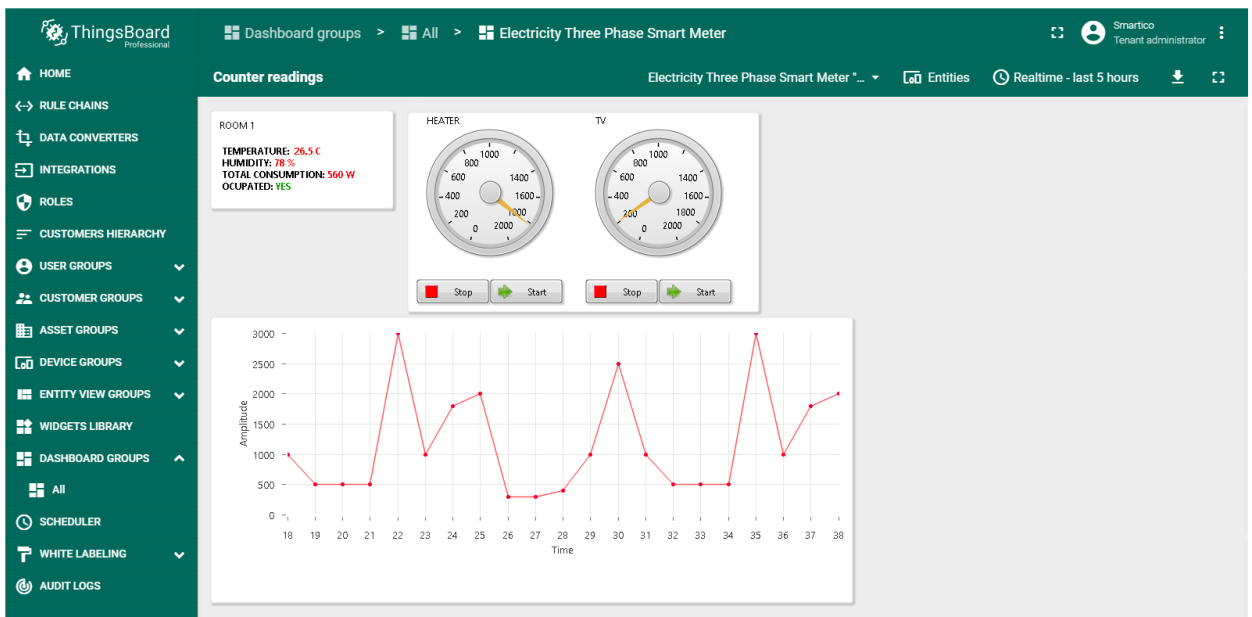 ThingsBoard
Professional
Dashboard groups > All > Electricity Three Phase Smart Meter
Smartico
Tenant administrator
HOME
RULE CHAINS
DATA CONVERTERS
INTEGRATIONS
ROLES
CUSTOMERS HIERARCHY
USER GROUPS
CUSTOMER GROUPS
ASSET GROUPS
DEVICE GROUPS
ENTITY VIEW GROUPS
WIDGETS LIBRARY
DASHBOARD GROUPS
All
SCHEDULER
WHITE LABELING
AUDIT LOGS
Counter readings
Electricity Three Phase Smart Meter "...
Entities
Realtime - last 5 hours
ROOM 1
TEMPERATURE: 26,5 C
HUMIDITY: 78 %
TOTAL CONSUMPTION: 560 W
OCUPATED: YES
HEATER
0 200 400 600 800 1000 1400 1600 1800 2000
Stop Start
TV
0 200 400 600 800 1000 1400 1600 1800 2000
Stop Start
Amplitude
3000
2500
2000
1500
1000
500
0
18 19 20 21 22 23 24 25 26 27 28 29 30 31 32 33 34 35 36 37 38
Time